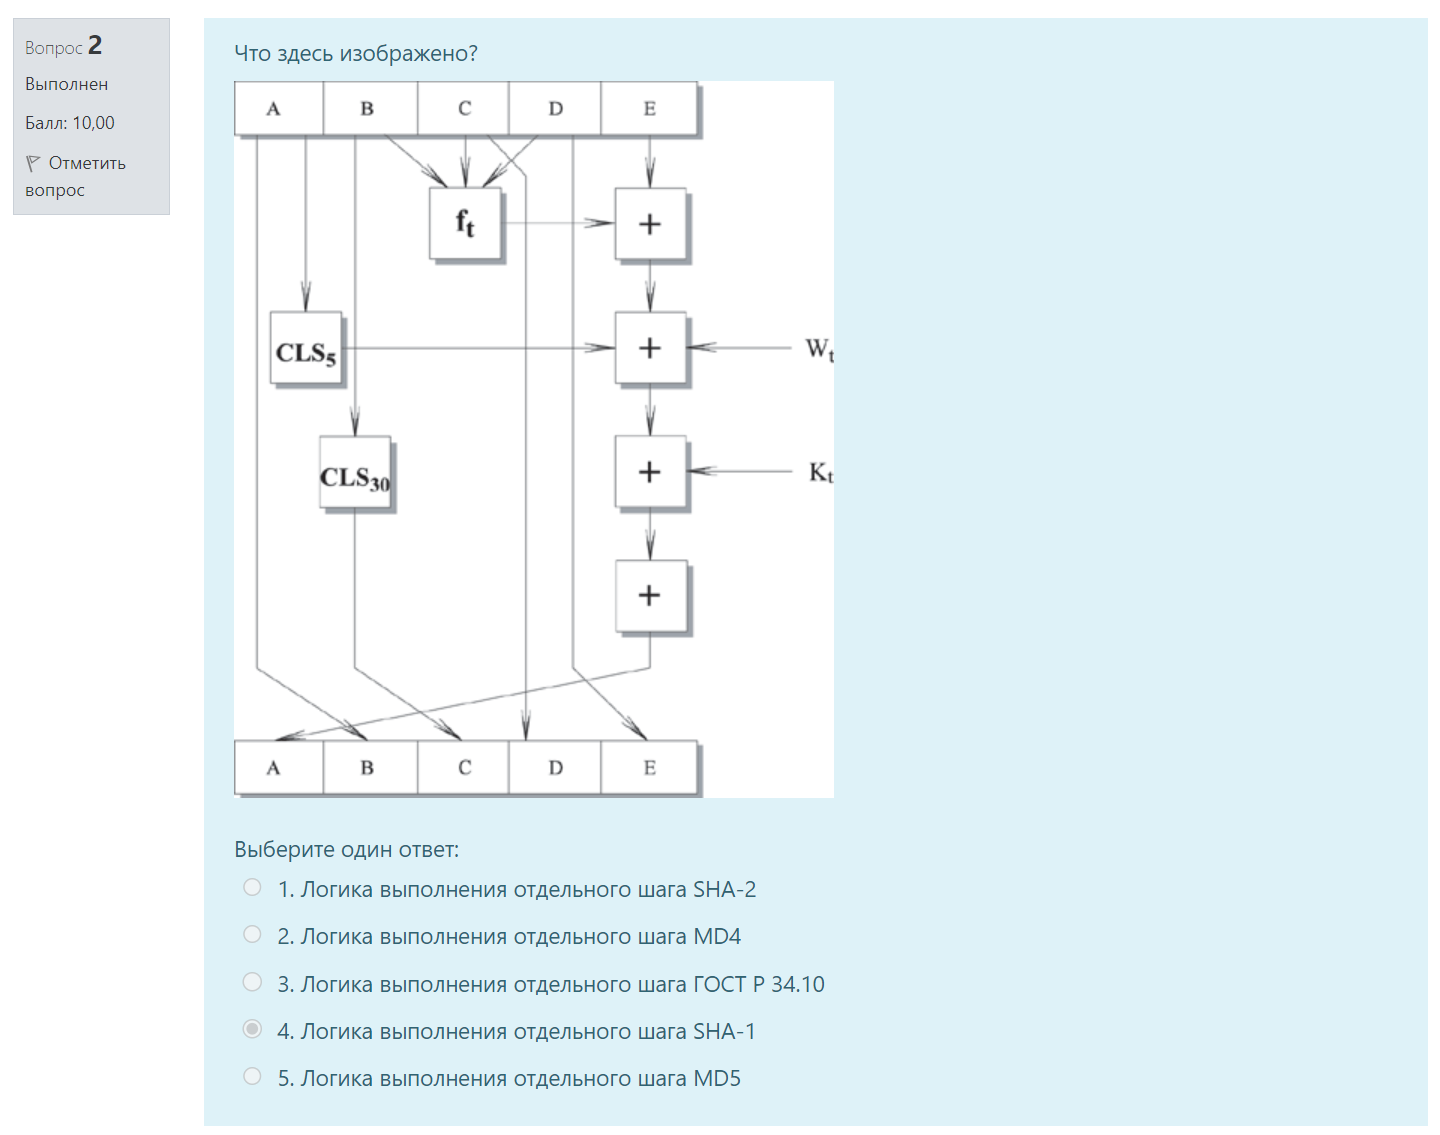 Вопрос 2
Выполнен
Балл: 10,00
Отметить
вопрос
Что здесь изображено?
A B C D E
ft
+
+
CLS5
Wt
+
CLS30
Kt
+
A B C D E
Выберите один ответ:
1. Логика выполнения отдельного шага SHA-2
2. Логика выполнения отдельного шага MD4
3. Логика выполнения отдельного шага ГОСТ Р 34.10
4. Логика выполнения отдельного шага SHA-1
5. Логика выполнения отдельного шага MD5